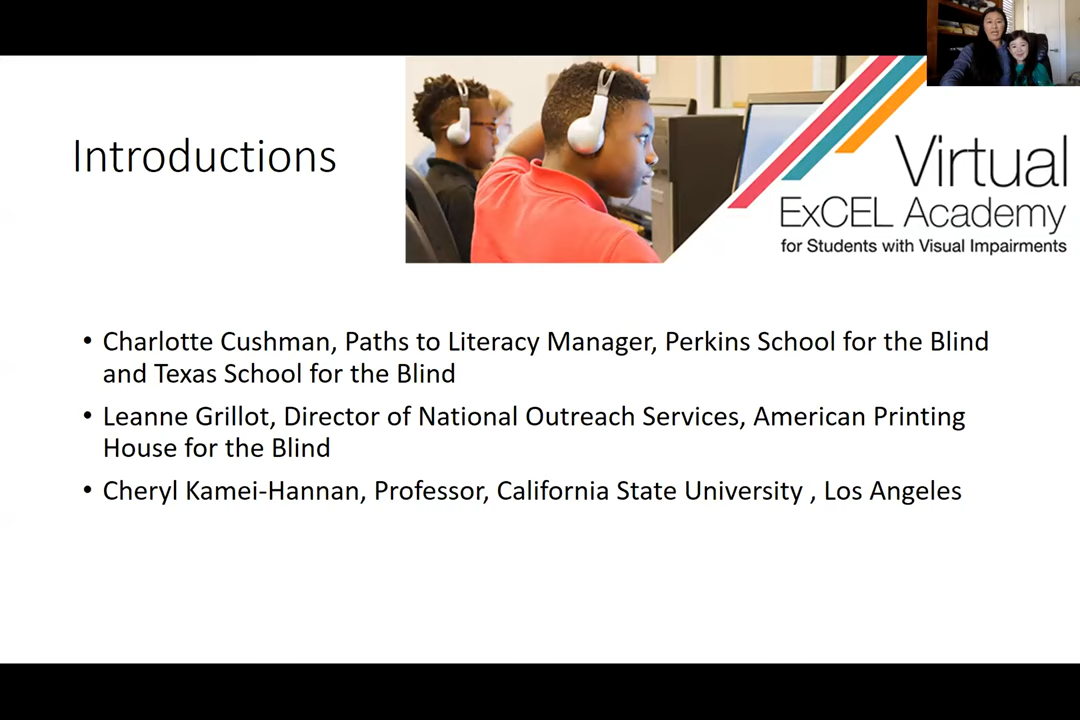 Introductions
Virtual
ExCEL Academy
for Students with Visual Impairments
• Charlotte Cushman, Paths to Literacy Manager, Perkins School for the Blind
and Texas School for the Blind
• Leanne Grillot, Director of National Outreach Services, American Printing
House for the Blind
• Cheryl Kamei-Hannan, Professor, California State University , Los Angeles